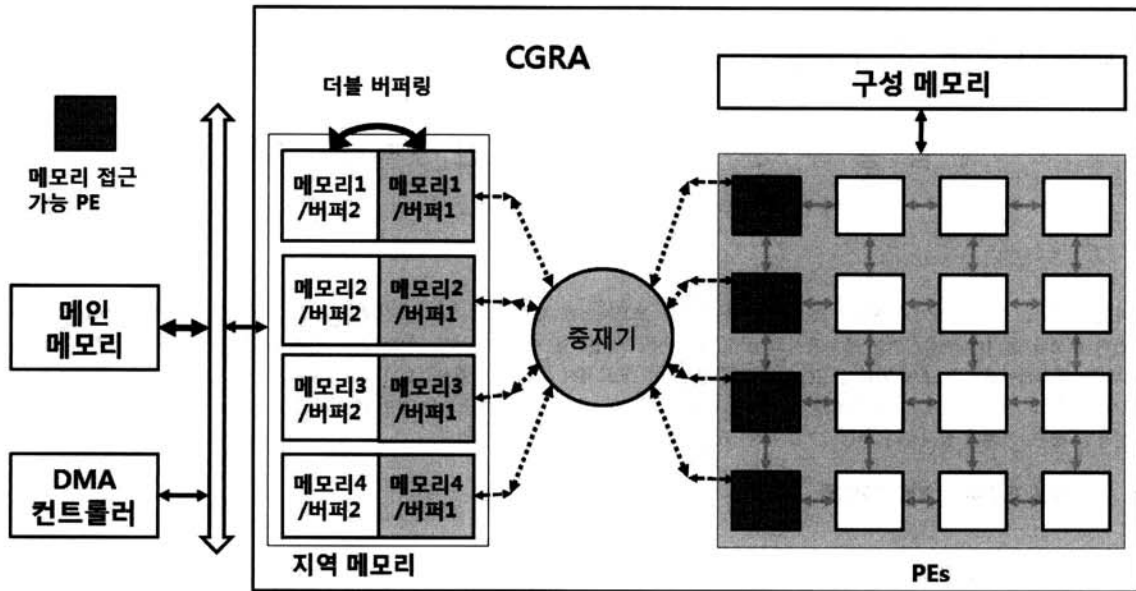 CGRA
더블 버퍼링
구성 메모리
메모리 접근
가능 PE
메모리1
/버퍼2
메모리1
/버퍼1
메모리2
/버퍼2
메모리2
/버퍼1
메인
메모리
중재기
메모리3
/버퍼2
메모리3
/버퍼1
DMA
컨트롤러
메모리4
/버퍼2
메모리4
/버퍼1
지역 메모리
PEs